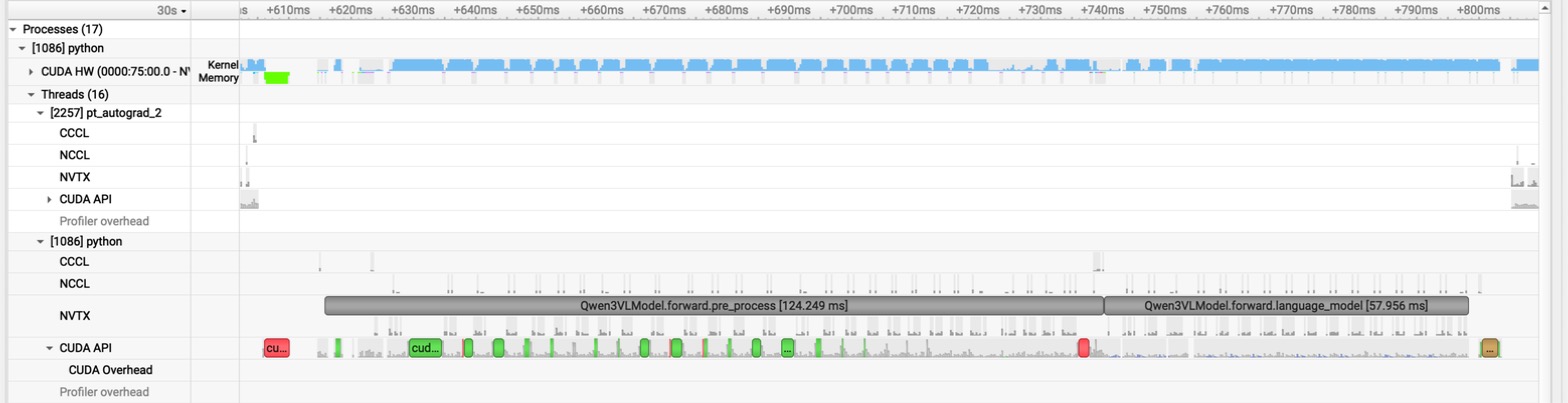 30s
+610ms +620ms +630ms +640ms +650ms +660ms +670ms +680ms +690ms +700ms +710ms +720ms +730ms +740ms +750ms +760ms +770ms +780ms +790ms +800ms
Processes (17)
[1086] python
CUDA HW (0000:75:00.0 - N
Kernel
Memory
Threads (16)
[2257] pt_autograd_2
CCCL
NCCL
NVTX
CUDA API
Profiler overhead
[1086] python
CCCL
NCCL
NVTX
Qwen3VLModel.forward.pre_process [124.249 ms]
Qwen3VLModel.forward.language_model [57.956 ms]
CUDA API
cu...
cud...
...
...
CUDA Overhead
Profiler overhead